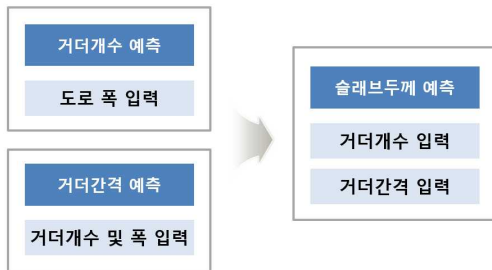 거더개수 예측
도로 폭 입력
거더간격 예측
거더개수 및 폭 입력
슬래브두께 예측
거더개수 입력
거더간격 입력